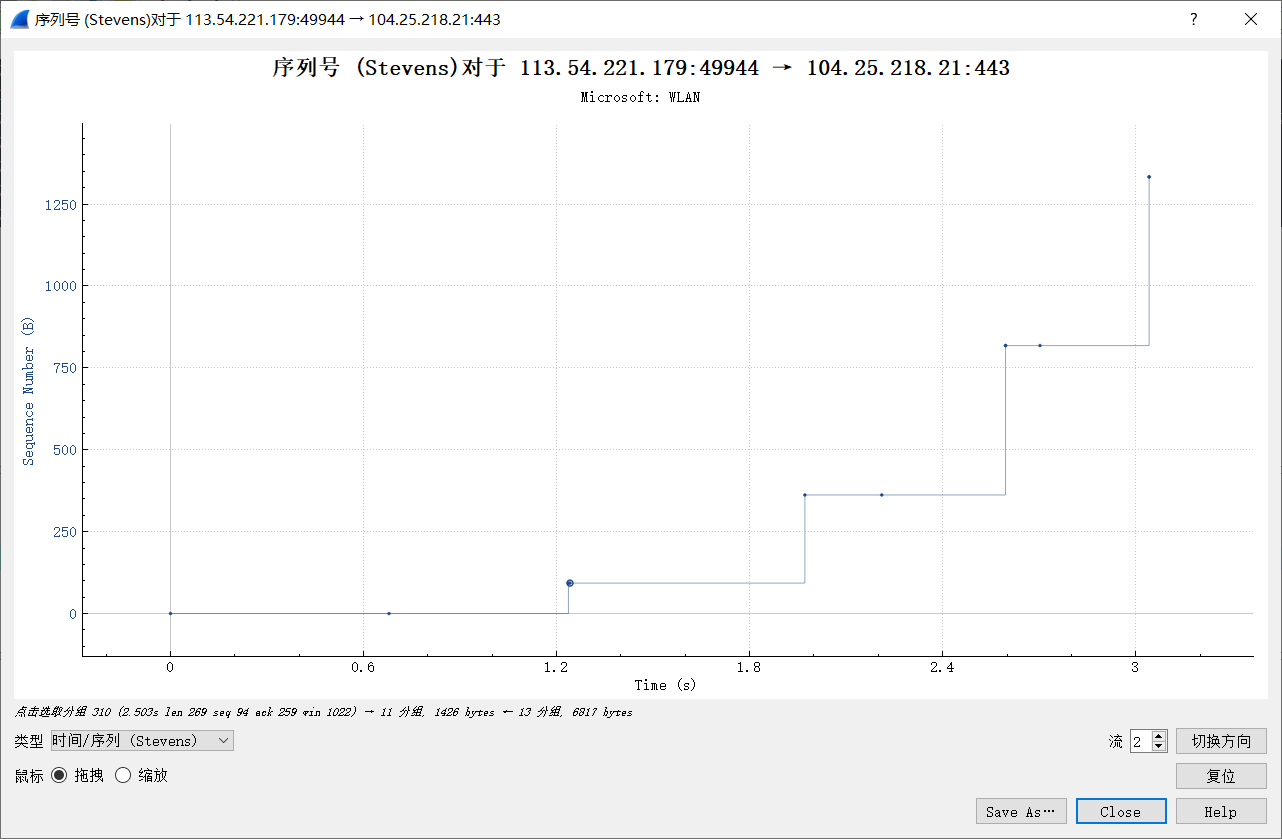 序列号 (Stevens)对于 113.54.221.179:49944 → 104.25.218.21:443
?
序列号 (Stevens)对于 113.54.221.179:49944 → 104.25.218.21:443
Microsoft: WLAN
Sequence Number (B)
1250
1000
750
500
250
0
0 0.6 1.2 1.8 2.4 3
Time (s)
点击选取分组 310 (2.503s len 269 seq 94 ack 259 win 1022) → 11 分组, 1426 bytes ← 13 分组, 6817 bytes
类型 时间/序列 (Stevens) 流 2 切换方向
鼠标 拖拽 缩放 复位
Save As… Close Help